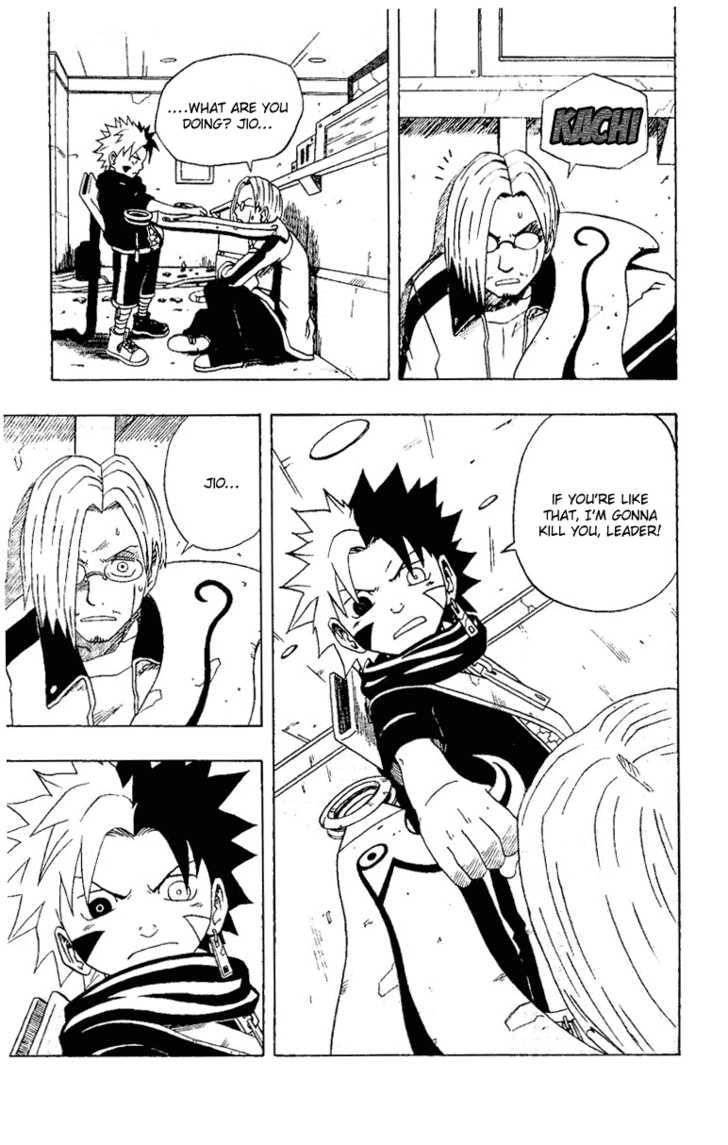 KACHI
....WHAT ARE YOU
DOING? JIO...
IF YOU'RE LIKE
THAT, I'M GONNA
KILL YOU, LEADER!
JIO...